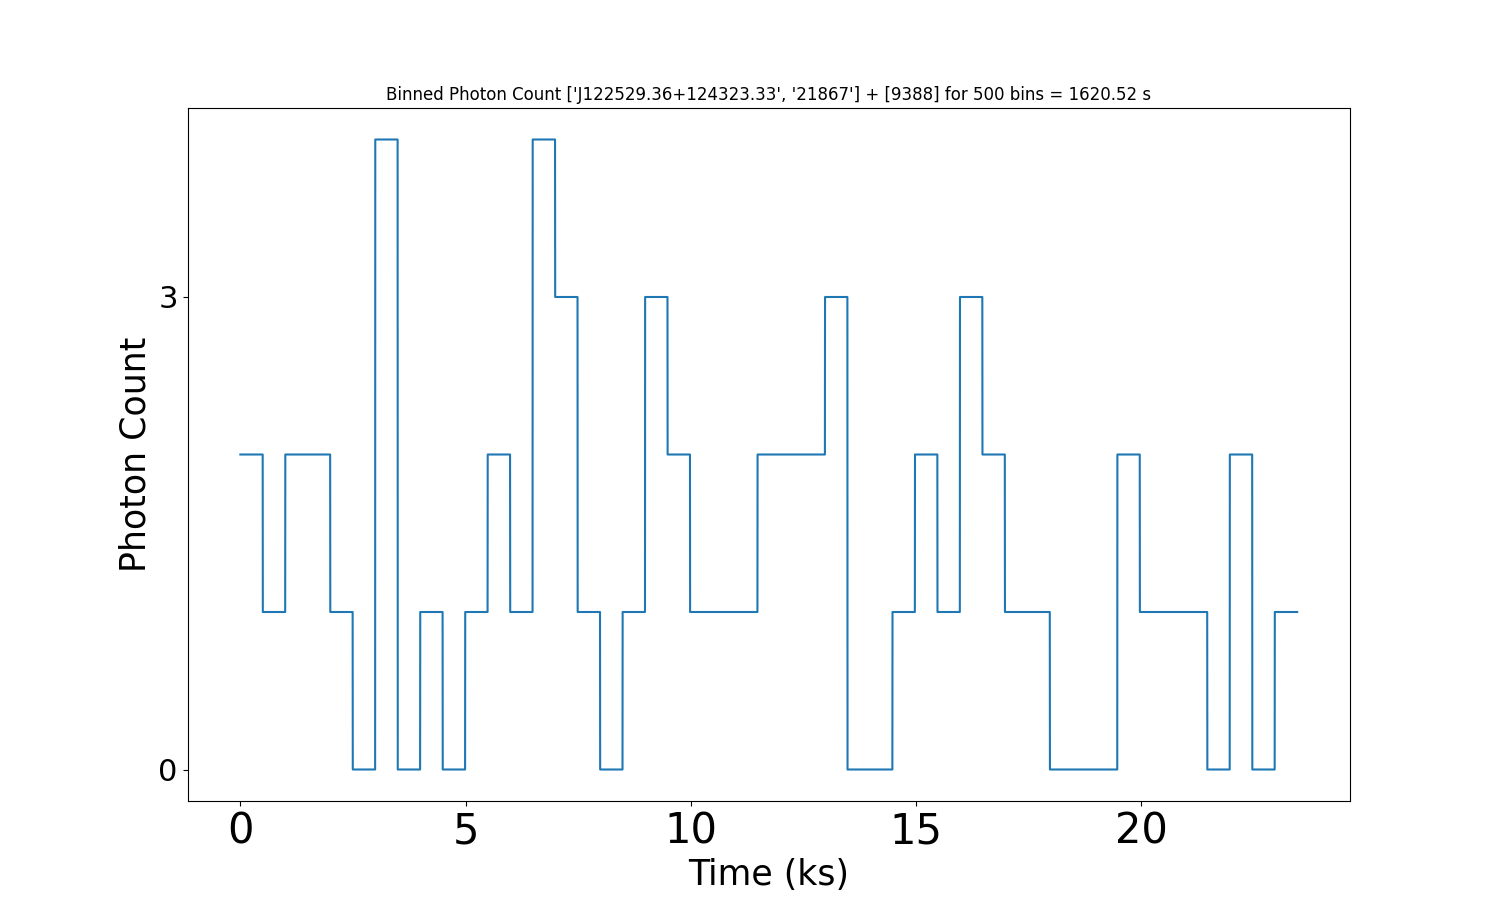 Binned Photon Count ['J122529.36+124323.33', '21867'] + [9388] for 500 bins = 1620.52 s
3
0
Photon Count
0 5 10 15 20
Time (ks)